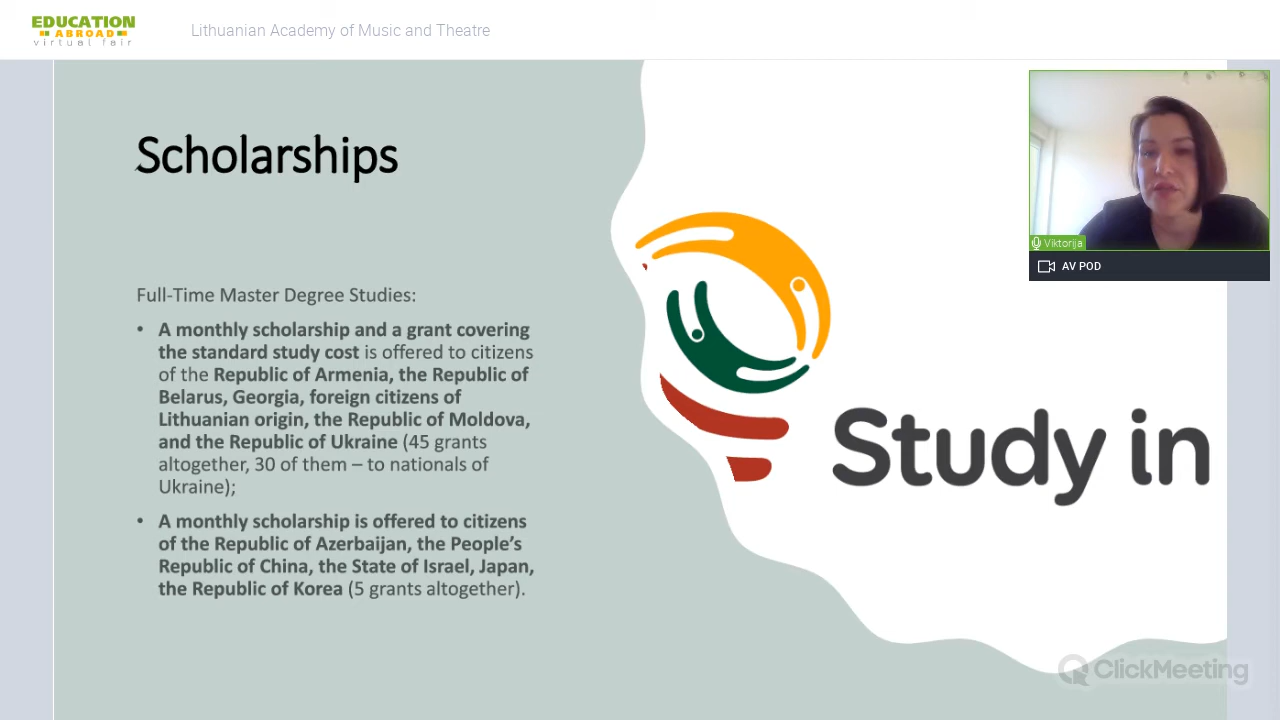 EDUCATION
ABROAD
virtual fair
Lithuanian Academy of Music and Theatre
Scholarships
Full-Time Master Degree Studies:
• A monthly scholarship and a grant covering
the standard study cost is offered to citizens
of the Republic of Armenia, the Republic of
Belarus, Georgia, foreign citizens of
Lithuanian origin, the Republic of Moldova,
and the Republic of Ukraine (45 grants
altogether, 30 of them – to nationals of
Ukraine);
• A monthly scholarship is offered to citizens
of the Republic of Azerbaijan, the People's
Republic of China, the State of Israel, Japan,
the Republic of Korea (5 grants altogether).
Study in
Viktorija
AV POD
ClickMeeting